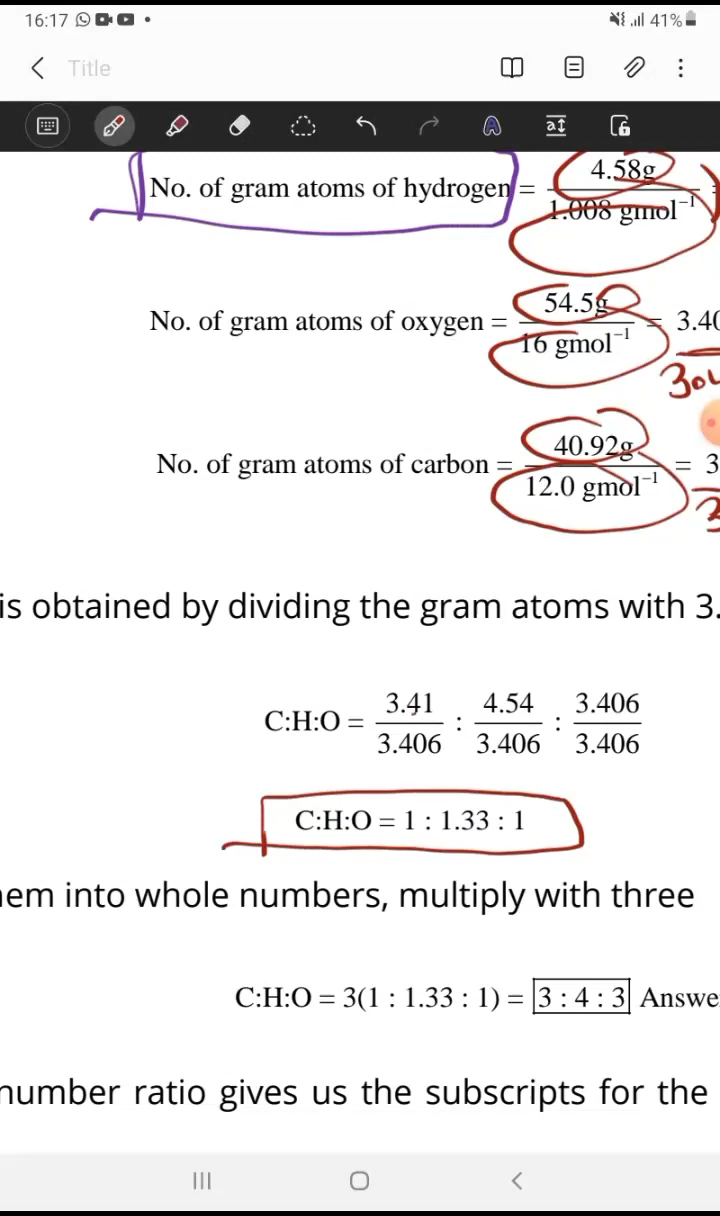 16:17 41%
Title
No. of gram atoms of hydrogen = 4.58g / 1.008 gmol⁻¹ =
No. of gram atoms of oxygen = 54.5g / 16 gmol⁻¹ = 3.40
No. of gram atoms of carbon = 40.92g / 12.0 gmol⁻¹ = 3
is obtained by dividing the gram atoms with 3.
C:H:O = 3.41/3.406 : 4.54/3.406 : 3.406/3.406
C:H:O = 1 : 1.33 : 1
em into whole numbers, multiply with three
C:H:O = 3(1 : 1.33 : 1) = 3 : 4 : 3 Answe
number ratio gives us the subscripts for the